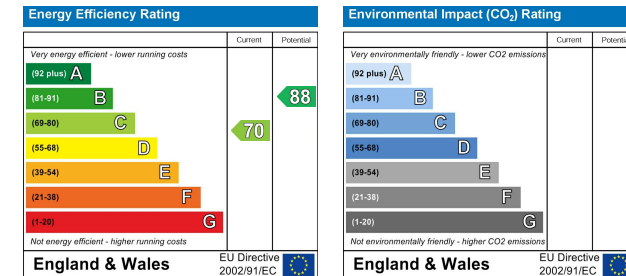 Energy Efficiency Rating
Current Potential
Very energy efficient - lower running costs
(92 plus) A
(81-91) B
88
(69-80) C
70
(55-68) D
(39-54) E
(21-38) F
(1-20) G
Not energy efficient - higher running costs
England & Wales
EU Directive
2002/91/EC
Environmental Impact (CO₂) Rating
Current Potentia
Very environmentally friendly - lower CO2 emissions
(92 plus) A
(81-91) B
(69-80) C
(55-68) D
(39-54) E
(21-38) F
(1-20) G
Not environmentally friendly - higher CO2 emissions
England & Wales
EU Directive
2002/91/EC